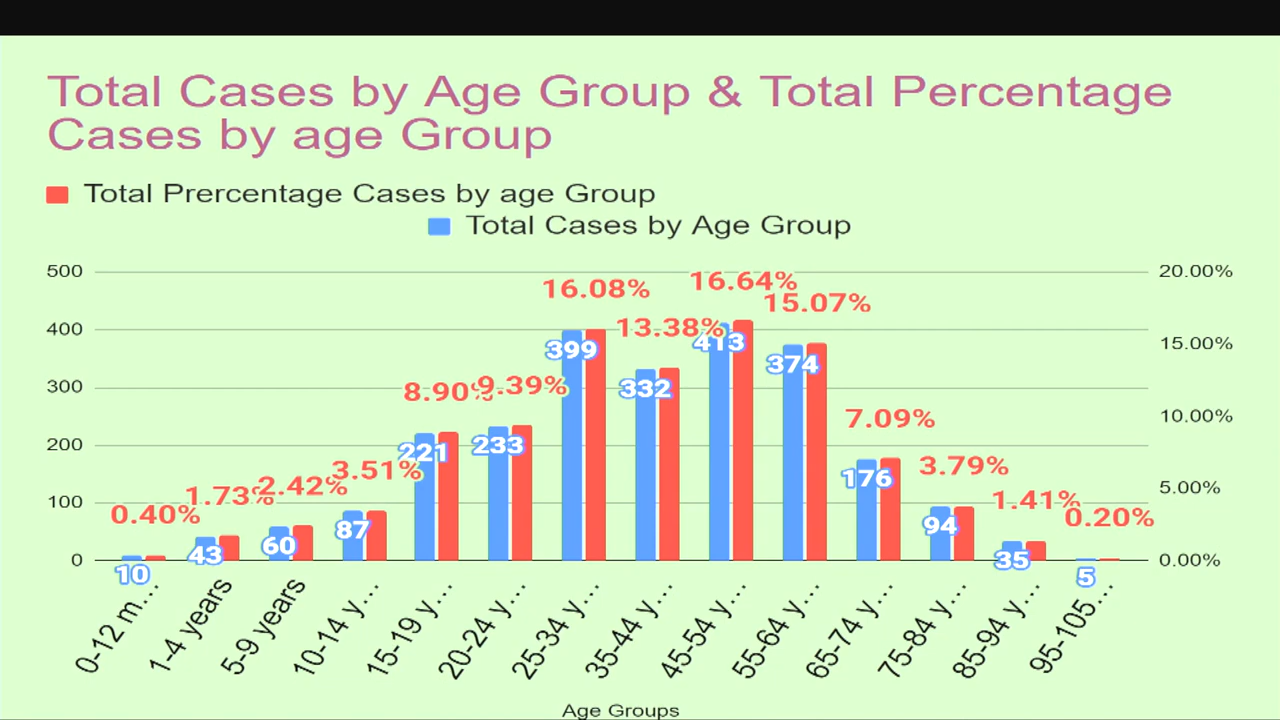 Total Cases by Age Group & Total Percentage
Cases by age Group
Total Prercentage Cases by age Group
Total Cases by Age Group
500
400
300
200
100
0
20.00%
15.00%
10.00%
5.00%
0.00%
0.40%
1.73%
2.42%
3.51%
8.90%
9.39%
16.08%
13.38%
16.64%
15.07%
7.09%
3.79%
1.41%
0.20%
10
43
60
87
221
233
399
332
413
374
176
94
35
5
0-12 m…
1-4 years
5-9 years
10-14 y…
15-19 y…
20-24 y…
25-34 y…
35-44 y…
45-54 y…
55-64 y…
65-74 y…
75-84 y…
85-94 y…
95-105…
Age Groups